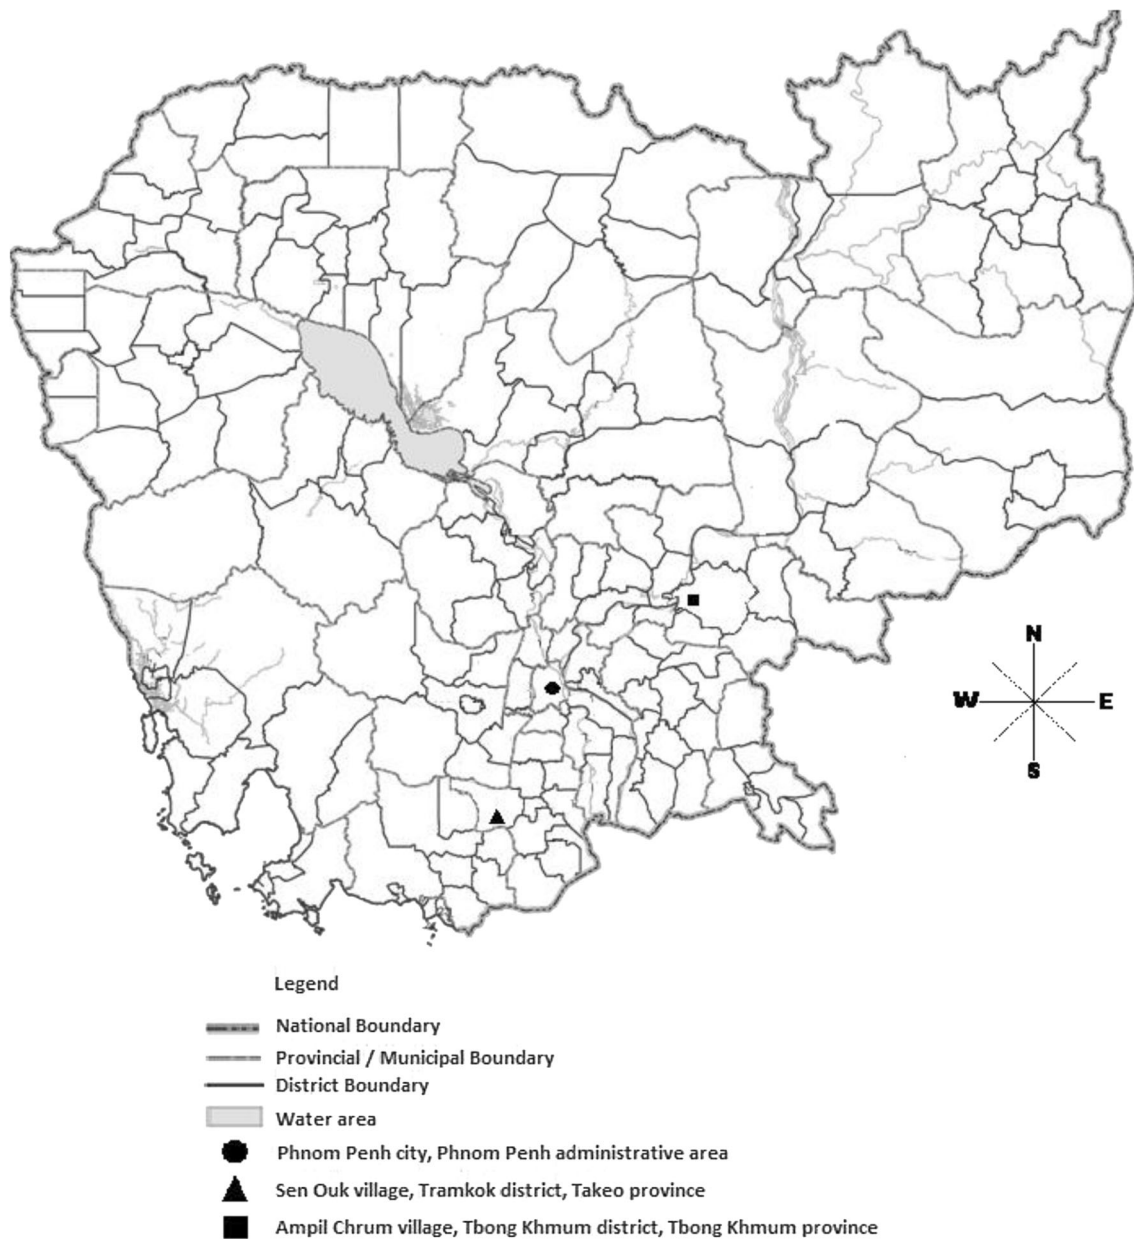 N
W
E
S
Legend
National Boundary
Provincial / Municipal Boundary
District Boundary
Water area
Phnom Penh city, Phnom Penh administrative area
Sen Ouk village, Tramkok district, Takeo province
Ampil Chrum village, Tbong Khmum district, Tbong Khmum province